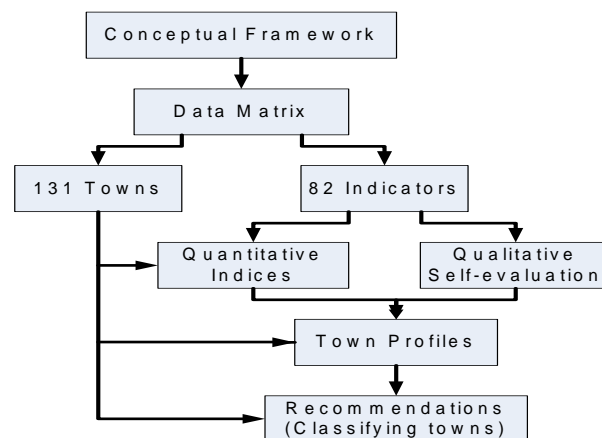 Conceptual Framework
Data Matrix
131 Towns
82 Indicators
Quantitative
Indices
Qualitative
Self-evaluation
Town Profiles
Recommendations
(Classifying towns)